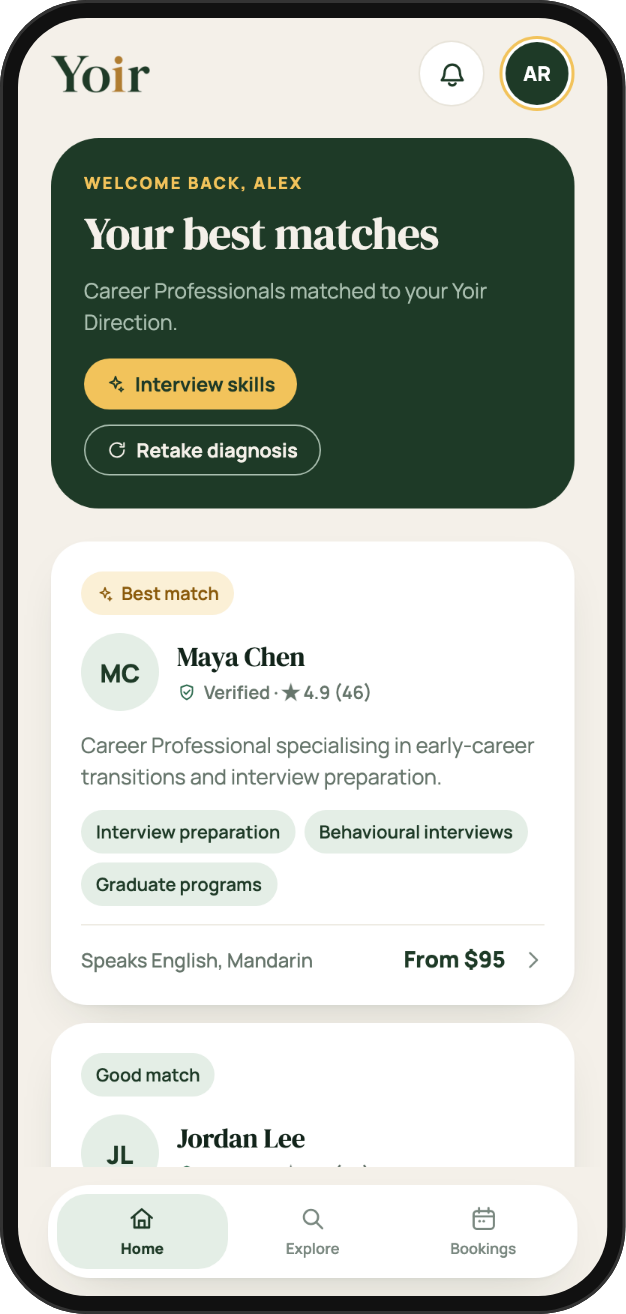 Yoir
AR
WELCOME BACK, ALEX
Your best matches
Career Professionals matched to your Yoir
Direction.
Interview skills
Retake diagnosis
Best match
MC
Maya Chen
Verified · ★ 4.9 (46)
Career Professional specialising in early-career
transitions and interview preparation.
Interview preparation
Behavioural interviews
Graduate programs
Speaks English, Mandarin
From $95
Good match
JL
Jordan Lee
Home
Explore
Bookings